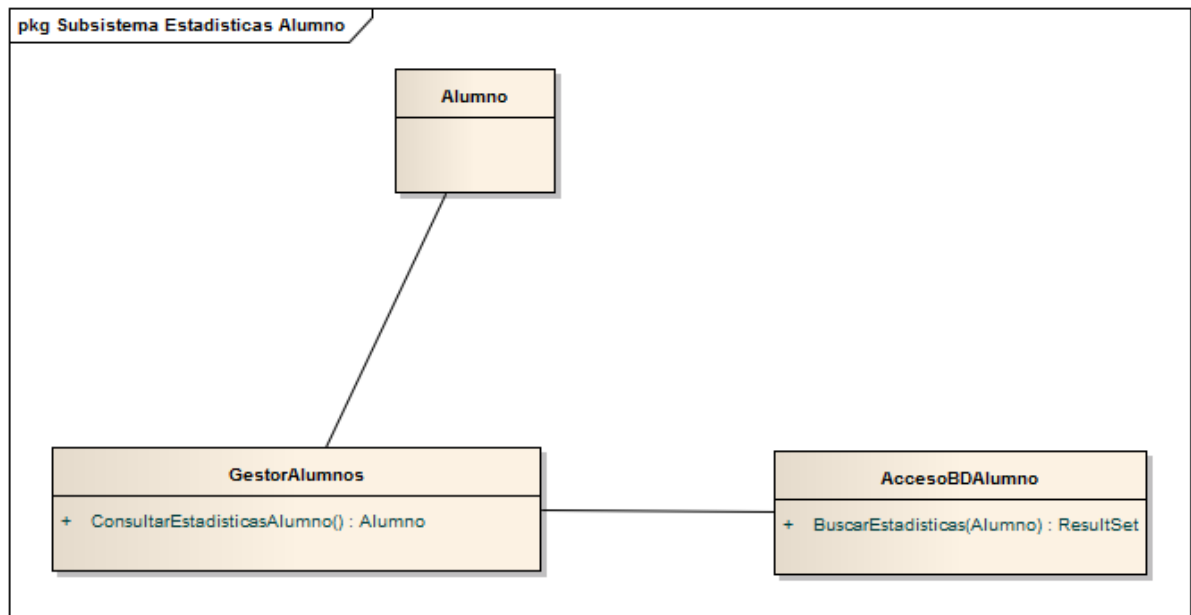 pkg Subsistema Estadisticas Alumno
Alumno
GestorAlumnos
+ ConsultarEstadisticasAlumno() : Alumno
AccesoBDAlumno
+ BuscarEstadisticas(Alumno) : ResultSet